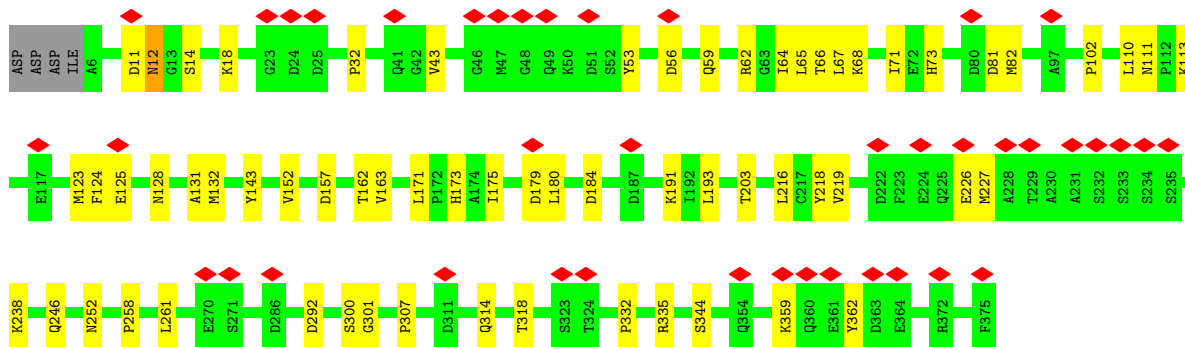 ASP ASP ASP ILE A6 D11 N12 G13 S14 K18 G23 D24 D25 P32 Q41 G42 V43 G46 M47 G48 Q49 K50 D51 S52 Y53 D56 Q59 R62 G63 I64 L65 T66 L67 K68 I71 E72 H73 D80 D81 M82 A97 P102 L110 N111 P112 K113
E117 M123 F124 E125 N128 A131 M132 Y143 V152 D157 T162 V163 L171 P172 H173 A174 I175 D179 L180 D184 D187 K191 I192 L193 T203 L216 C217 Y218 V219 D222 F223 E224 Q225 E226 M227 A228 T229 A230 A231 S232 S233 S234 S235
K238 Q246 N252 P258 L261 E270 S271 D286 D292 S300 G301 P307 D311 Q314 T318 S323 T324 P332 R335 S344 Q354 K359 Q360 E361 Y362 D363 E364 R372 F375